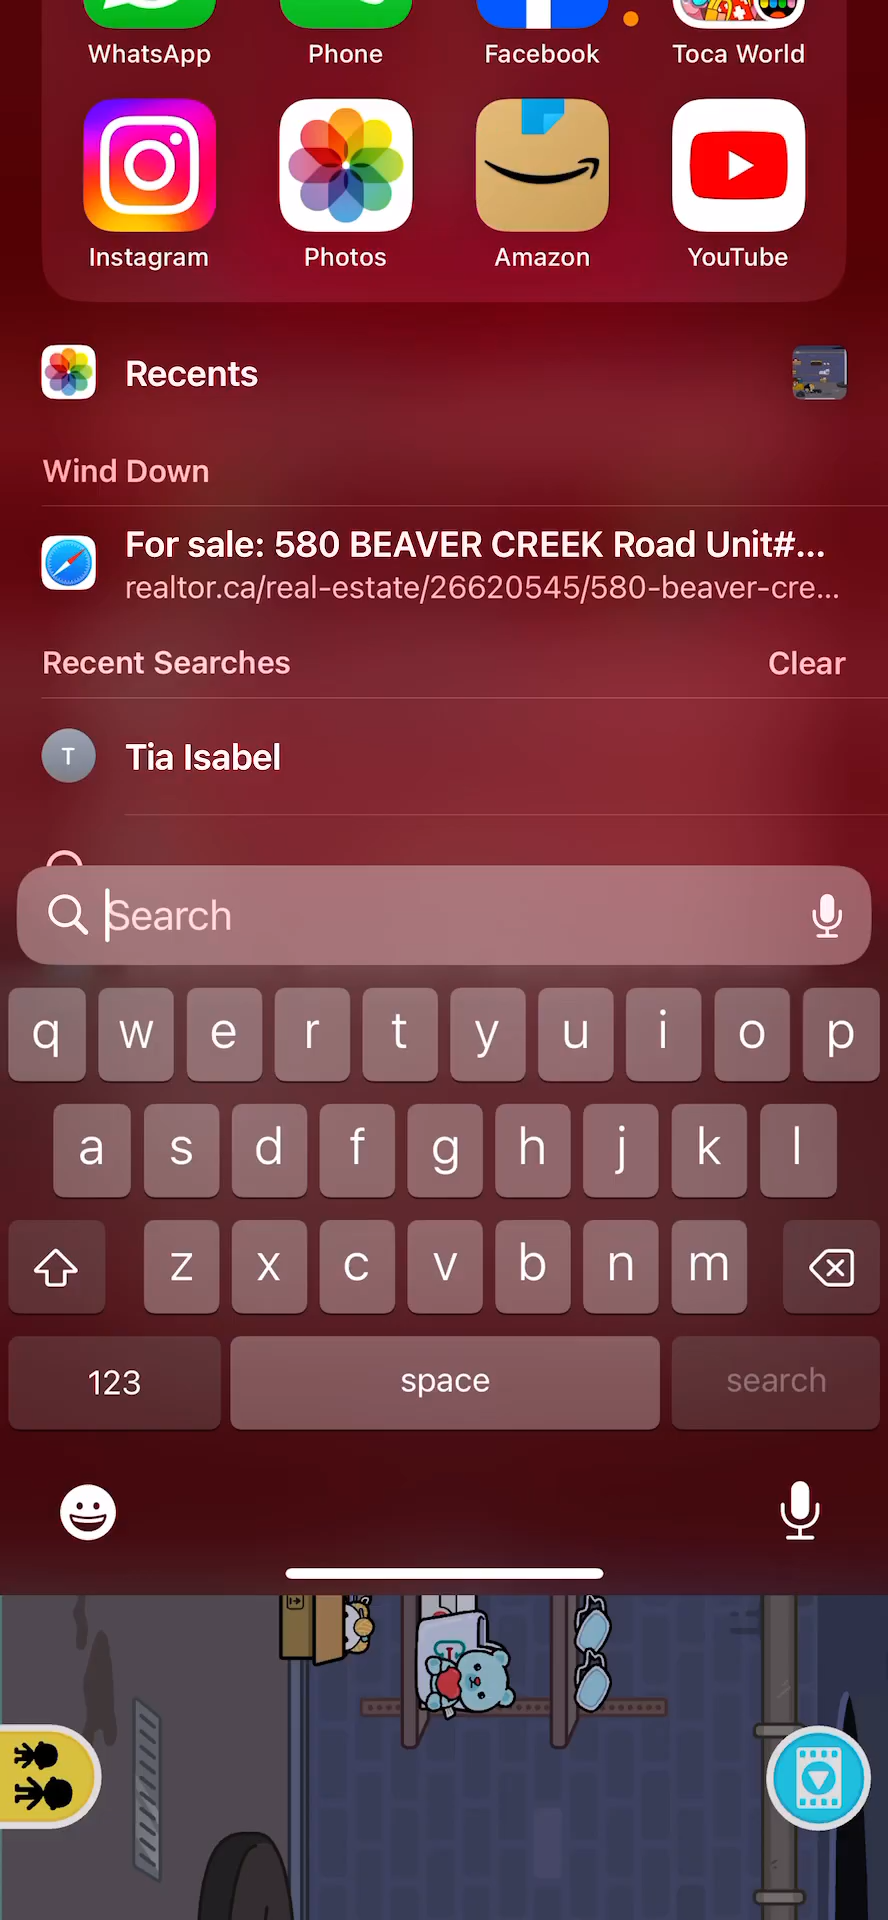 WhatsApp
Phone
Facebook
Toca World
Instagram
Photos
Amazon
YouTube
Recents
Wind Down
For sale: 580 BEAVER CREEK Road Unit#...
realtor.ca/real-estate/26620545/580-beaver-cre...
Recent Searches
Clear
T
Tia Isabel
Search
q w e r t y u i o p
a s d f g h j k l
z x c v b n m
123
space
search